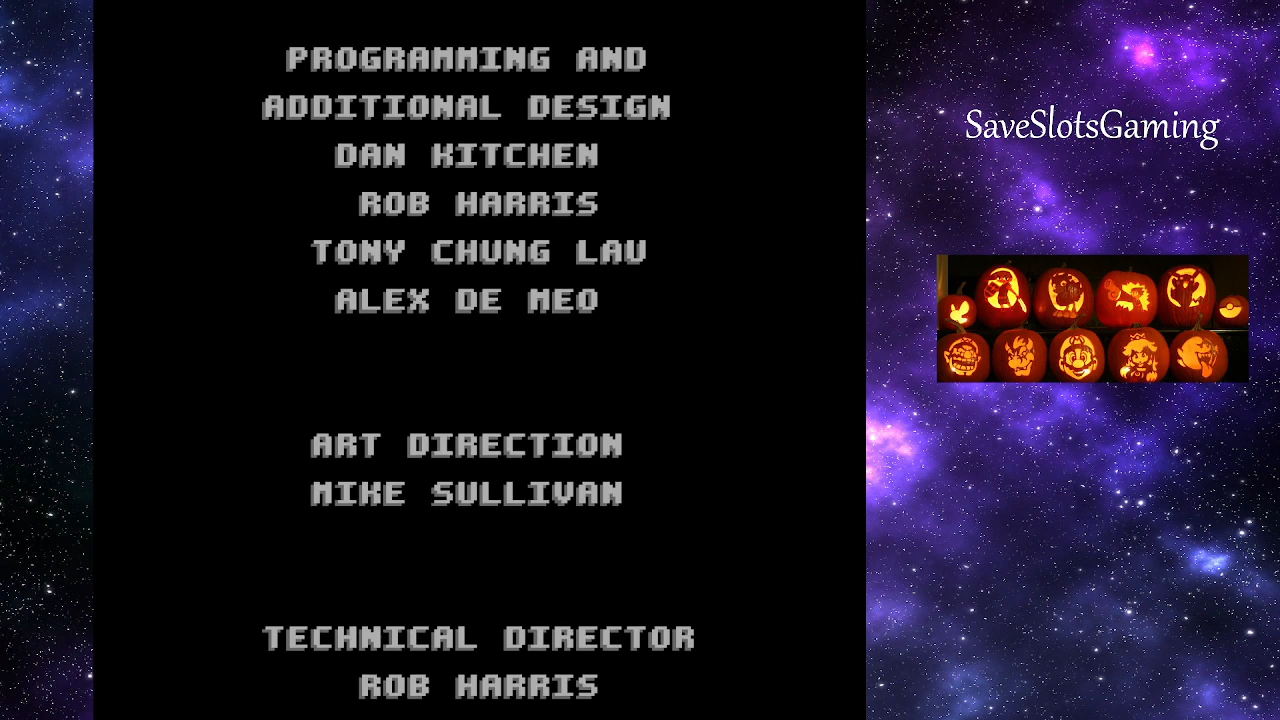 PROGRAMMING AND
ADDITIONAL DESIGN
DAN KITCHEN
ROB HARRIS
TONY CHUNG LAU
ALEX DE MEO
ART DIRECTION
MIKE SULLIVAN
TECHNICAL DIRECTOR
ROB HARRIS
SaveSlotsGaming